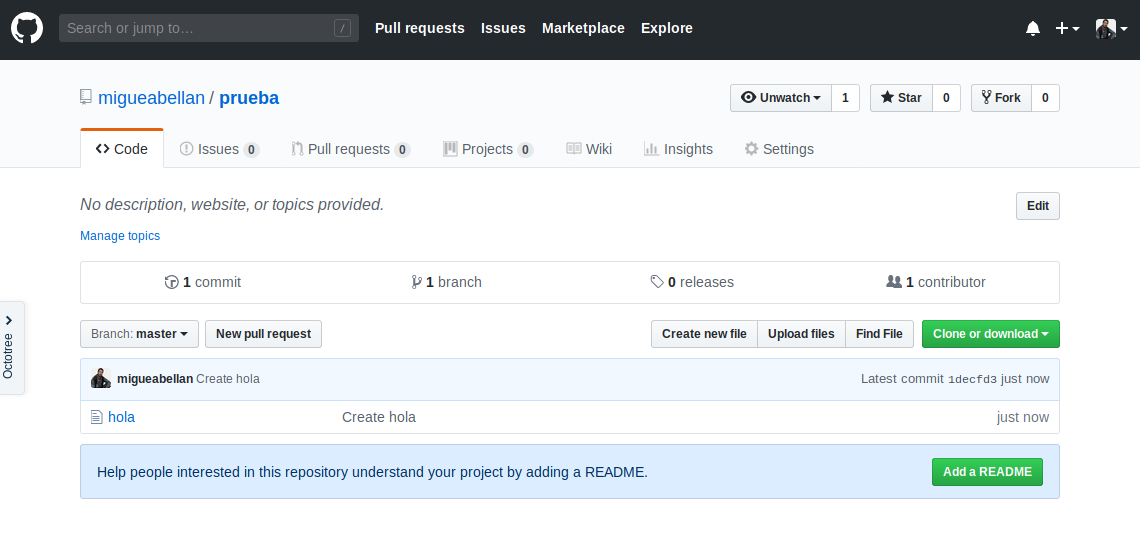 Search or jump to… / Pull requests Issues Marketplace Explore
migueabellan / prueba Unwatch 1 Star 0 Fork 0
Code Issues 0 Pull requests 0 Projects 0 Wiki Insights Settings
No description, website, or topics provided. Edit
Manage topics
1 commit 1 branch 0 releases 1 contributor
Octotree
Branch: master New pull request Create new file Upload files Find File Clone or download
migueabellan Create hola Latest commit 1decfd3 just now
hola Create hola just now
Help people interested in this repository understand your project by adding a README. Add a README